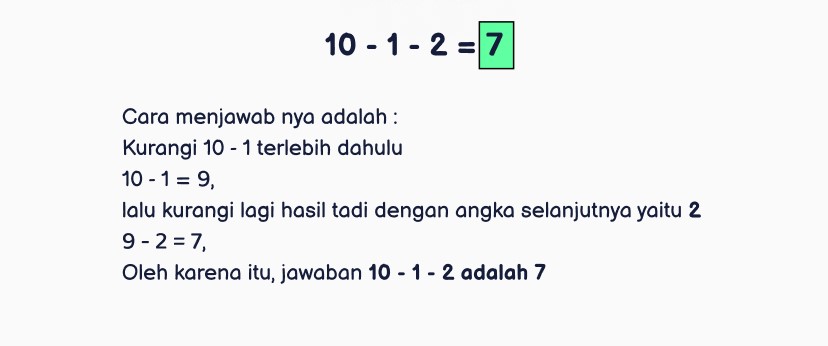 10 - 1 - 2 = 7
Cara menjawab nya adalah :
Kurangi 10 - 1 terlebih dahulu
10 - 1 = 9,
lalu kurangi lagi hasil tadi dengan angka selanjutnya yaitu 2
9 - 2 = 7,
Oleh karena itu, jawaban 10 - 1 - 2 adalah 7